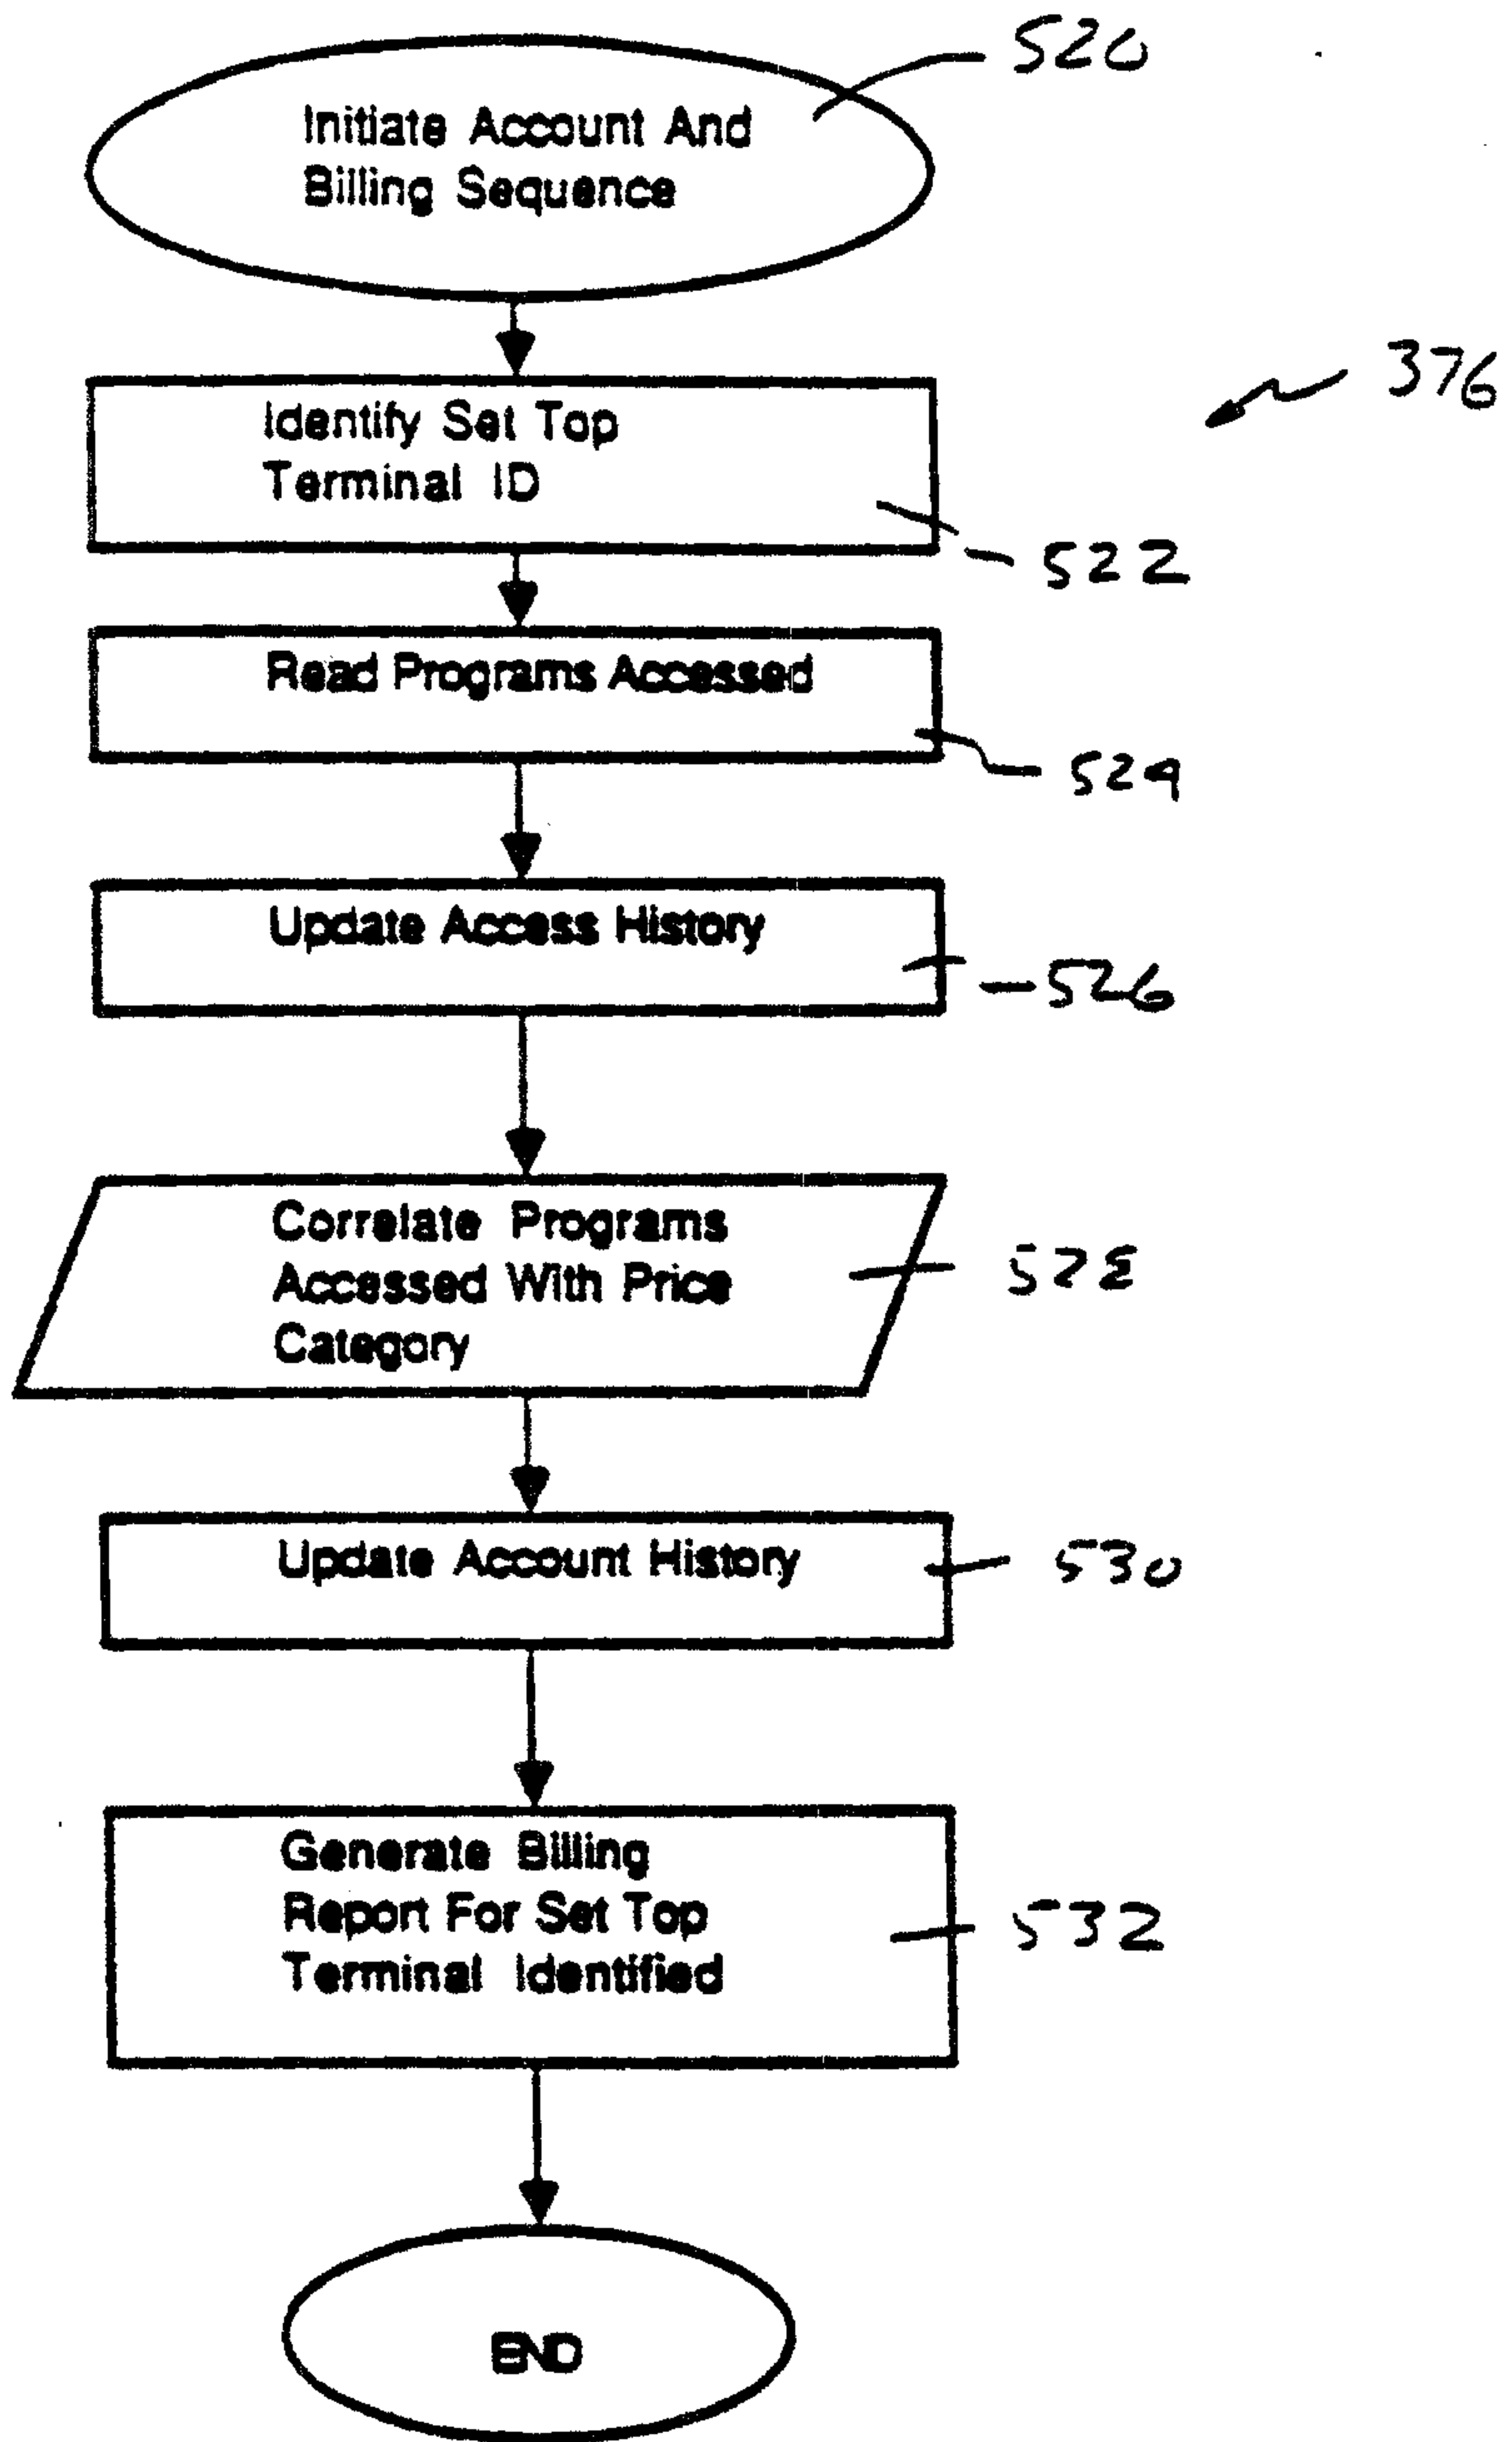 520
Initiate Account And
Billing Sequence
376
Identify Set Top
Terminal ID
522
Read Programs Accessed
524
Update Access History
526
Correlate Programs
Accessed With Price
Category
528
Update Account History
530
Generate Billing
Report For Set Top
Terminal Identified
532
END